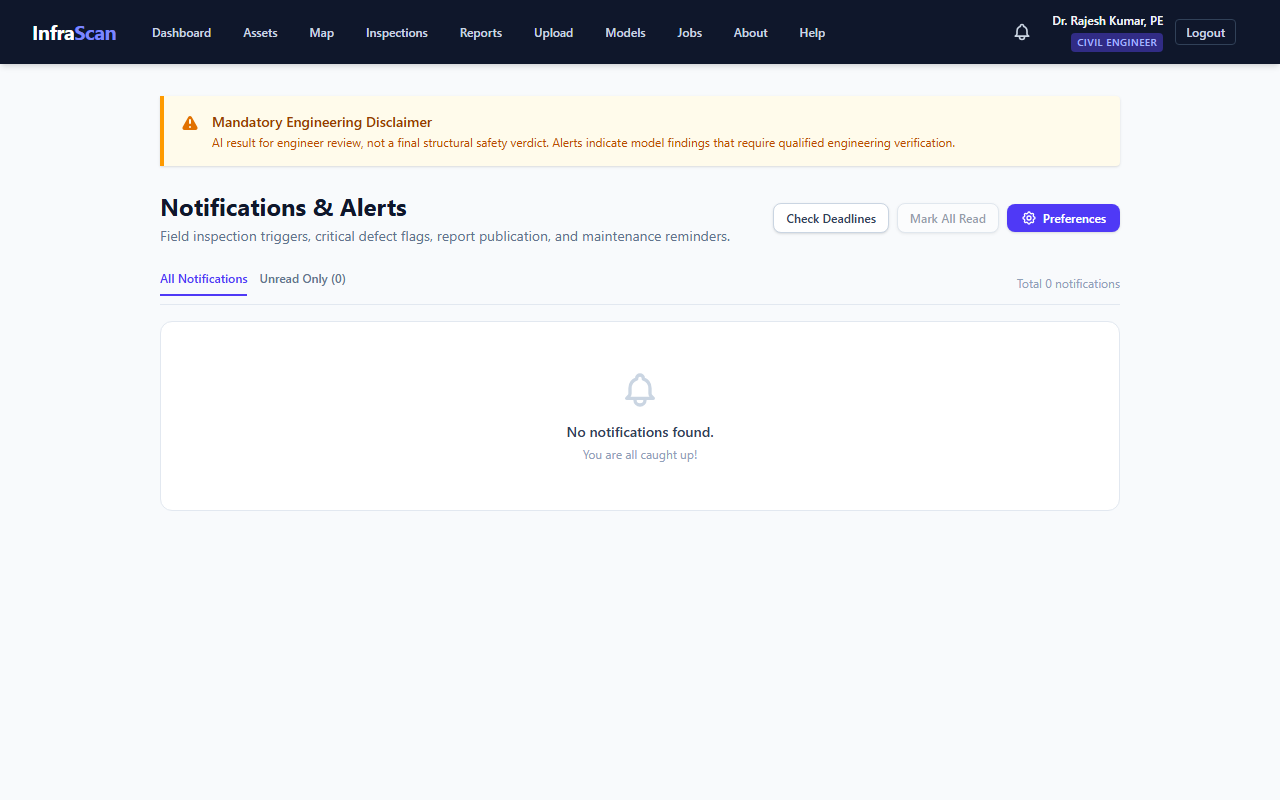 InfraScan
Dashboard
Assets
Map
Inspections
Reports
Upload
Models
Jobs
About
Help
Dr. Rajesh Kumar, PE
CIVIL ENGINEER
Logout
Mandatory Engineering Disclaimer
AI result for engineer review, not a final structural safety verdict. Alerts indicate model findings that require qualified engineering verification.
Notifications & Alerts
Field inspection triggers, critical defect flags, report publication, and maintenance reminders.
Check Deadlines
Mark All Read
Preferences
All Notifications
Unread Only (0)
Total 0 notifications
No notifications found.
You are all caught up!